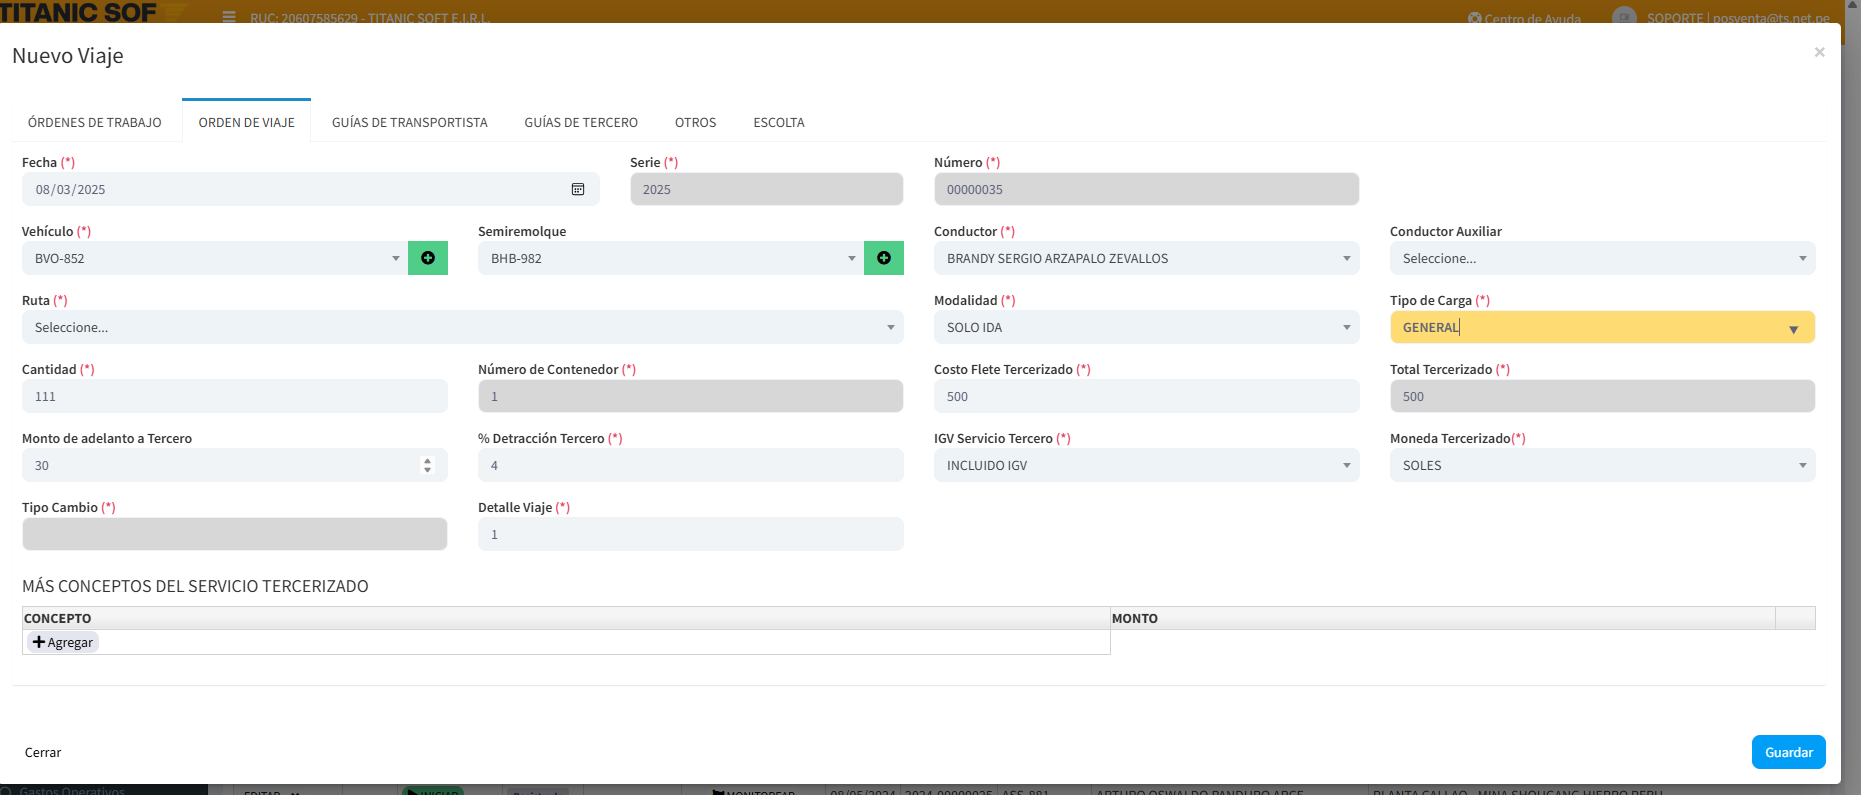 TITANIC SOF
RUC: 20607585629 - TITANIC SOFT E.I.R.L.
Centro de Ayuda
SOPORTE | posventa@ts.net.pe
Nuevo Viaje
×
ÓRDENES DE TRABAJO ORDEN DE VIAJE GUÍAS DE TRANSPORTISTA GUÍAS DE TERCERO OTROS ESCOLTA
Fecha (*) Serie (*) Número (*)
08/03/2025 2025 00000035
Vehículo (*) Semiremolque Conductor (*) Conductor Auxiliar
BVO-852 BHB-982 BRANDY SERGIO ARZAPALO ZEVALLOS Seleccione...
Ruta (*) Modalidad (*) Tipo de Carga (*)
Seleccione... SOLO IDA GENERAL
Cantidad (*) Número de Contenedor (*) Costo Flete Tercerizado (*) Total Tercerizado (*)
111 1 500 500
Monto de adelanto a Tercero % Detracción Tercero (*) IGV Servicio Tercero (*) Moneda Tercerizado(*)
30 4 INCLUIDO IGV SOLES
Tipo Cambio (*) Detalle Viaje (*)
1
MÁS CONCEPTOS DEL SERVICIO TERCERIZADO
CONCEPTO MONTO
Agregar
Cerrar Guardar
Gastos Operativos EDITAR INICIAR MONITOREAR 08/05/2024 2024-00000035 ASS-881 ARTURO OSWALDO PANDURO ARCE PLANTA CALLAO - MINA SHOUGANG HIERRO PERU